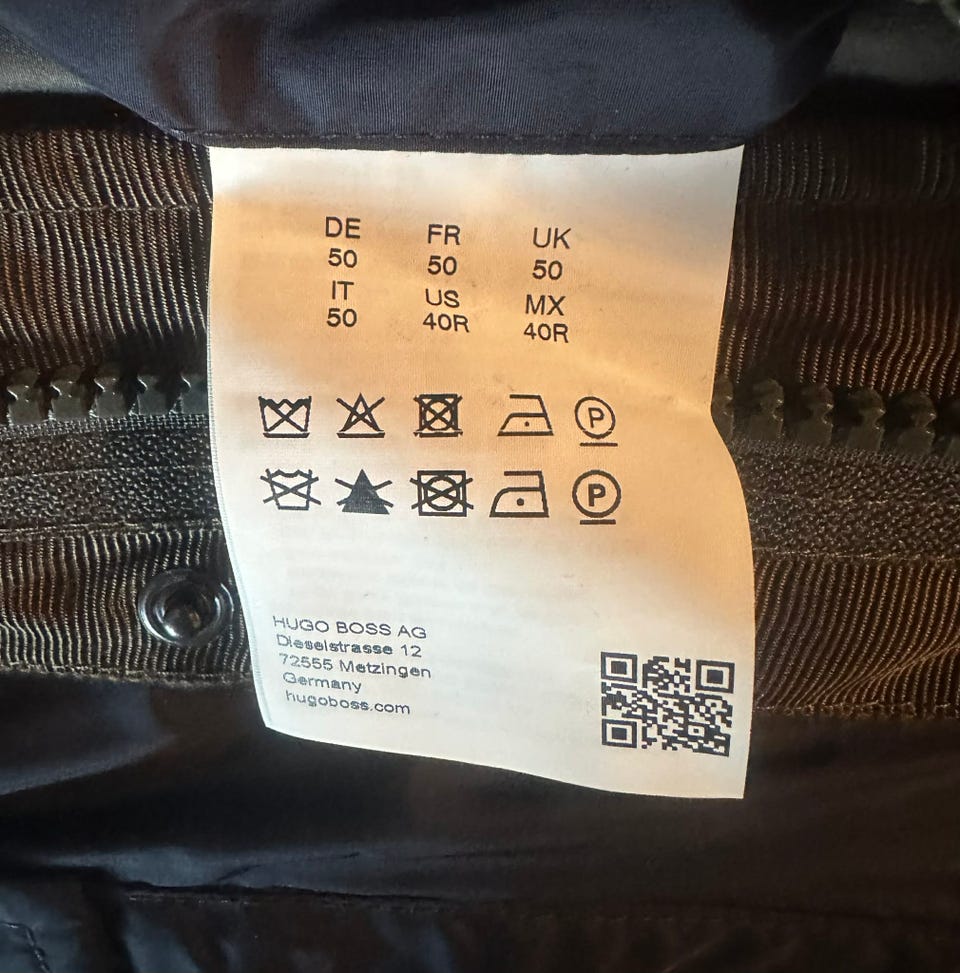 DE FR UK
50 50 50
IT US MX
50 40R 40R
P
P
HUGO BOSS AG
Dieselstrasse 12
72555 Metzingen
Germany
hugoboss.com